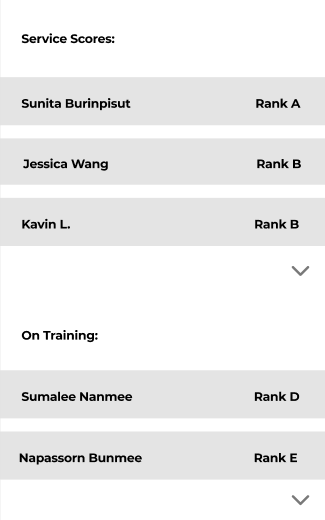 Service Scores:
Sunita Burinpisut Rank A
Jessica Wang Rank B
Kavin L. Rank B
On Training:
Sumalee Nanmee Rank D
Napassorn Bunmee Rank E